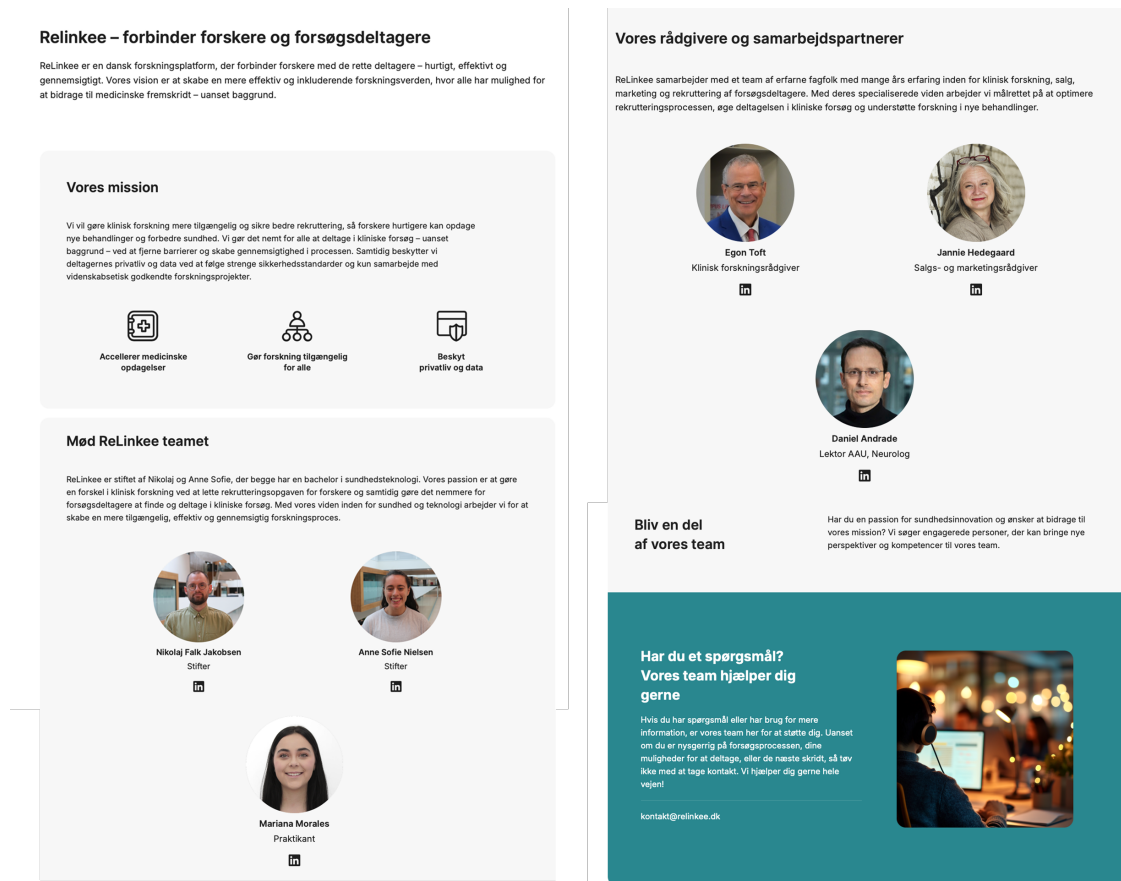 Relinkee – forbinder forskere og forsøgsdeltagere
ReLinkee er en dansk forskningsplatform, der forbinder forskere med de rette deltagere – hurtigt, effektivt og
gennemsigtigt. Vores vision er at skabe en mere effektiv og inkluderende forskningsverden, hvor alle har mulighed for
at bidrage til medicinske fremskridt – uanset baggrund.
Vores mission
Vi vil gøre klinisk forskning mere tilgængelig og sikre bedre rekruttering, så forskere hurtigere kan opdage
nye behandlinger og forbedre sundhed. Vi gør det nemt for alle at deltage i kliniske forsøg – uanset
baggrund – ved at fjerne barrierer og skabe gennemsigtighed i processen. Samtidig beskytter vi
deltagernes privatliv og data ved at følge strenge sikkerhedsstandarder og kun samarbejde med
videnskabsetisk godkendte forskningsprojekter.
Accellerer medicinske
opdagelser
Gør forskning tilgængelig
for alle
Beskyt
privatliv og data
Mød ReLinkee teamet
ReLinkee er stiftet af Nikolaj og Anne Sofie, der begge har en bachelor i sundhedsteknologi. Vores passion er at gøre
en forskel i klinisk forskning ved at lette rekrutteringsopgaven for forskere og samtidig gøre det nemmere for
forsøgsdeltagere at finde og deltage i kliniske forsøg. Med vores viden inden for sundhed og teknologi arbejder vi for at
skabe en mere tilgængelig, effektiv og gennemsigtig forskningsproces.
Nikolaj Falk Jakobsen
Stifter
in
Anne Sofie Nielsen
Stifter
in
Mariana Morales
Praktikant
in
Vores rådgivere og samarbejdspartnerer
ReLinkee samarbejder med et team af erfarne fagfolk med mange års erfaring inden for klinisk forskning, salg,
marketing og rekruttering af forsøgsdeltagere. Med deres specialiserede viden arbejder vi målrettet på at optimere
rekrutteringsprocessen, øge deltagelsen i kliniske forsøg og understøtte forskning i nye behandlinger.
Egon Toft
Klinisk forskningsrådgiver
in
Jannie Hedegaard
Salgs- og marketingsrådgiver
in
Daniel Andrade
Lektor AAU, Neurolog
in
Bliv en del
af vores team
Har du en passion for sundhedsinnovation og ønsker at bidrage til
vores mission? Vi søger engagerede personer, der kan bringe nye
perspektiver og kompetencer til vores team.
Har du et spørgsmål?
Vores team hjælper dig
gerne
Hvis du har spørgsmål eller har brug for mere
information, er vores team her for at støtte dig. Uanset
om du er nysgerrig på forsøgsprocessen, dine
muligheder for at deltage, eller de næste skridt, så tøv
ikke med at tage kontakt. Vi hjælper dig gerne hele
vejen!
kontakt@relinkee.dk